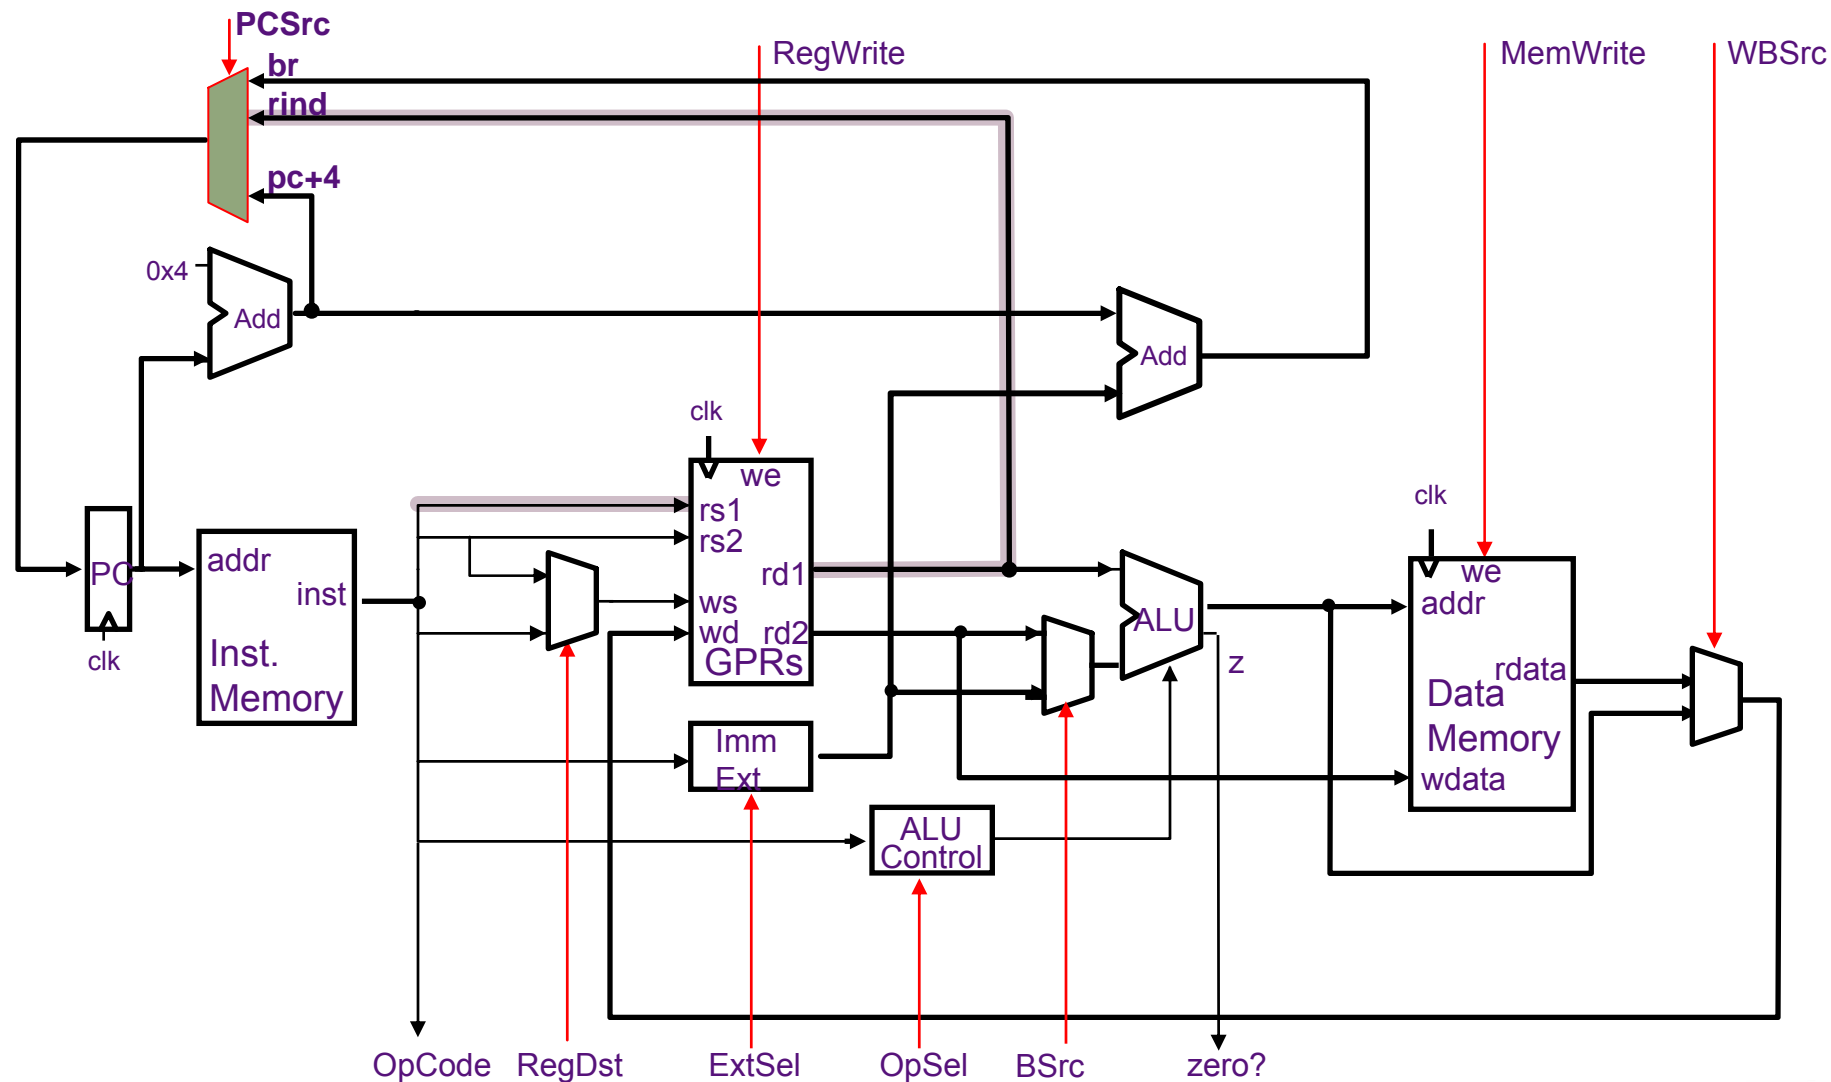 PCSrc
br
RegWrite
MemWrite
WBSrc
rind
pc+4
0x4
Add
Add
clk
we
clk
rs1
rs2
PC
addr
inst
rd1
we
ws
addr
wd
rd2
ALU
clk
Inst.
Memory
GPRs
z
rdata
Data
Memory
Imm
Ext
wdata
ALU
Control
OpCode
RegDst
ExtSel
OpSel
BSrc
zero?